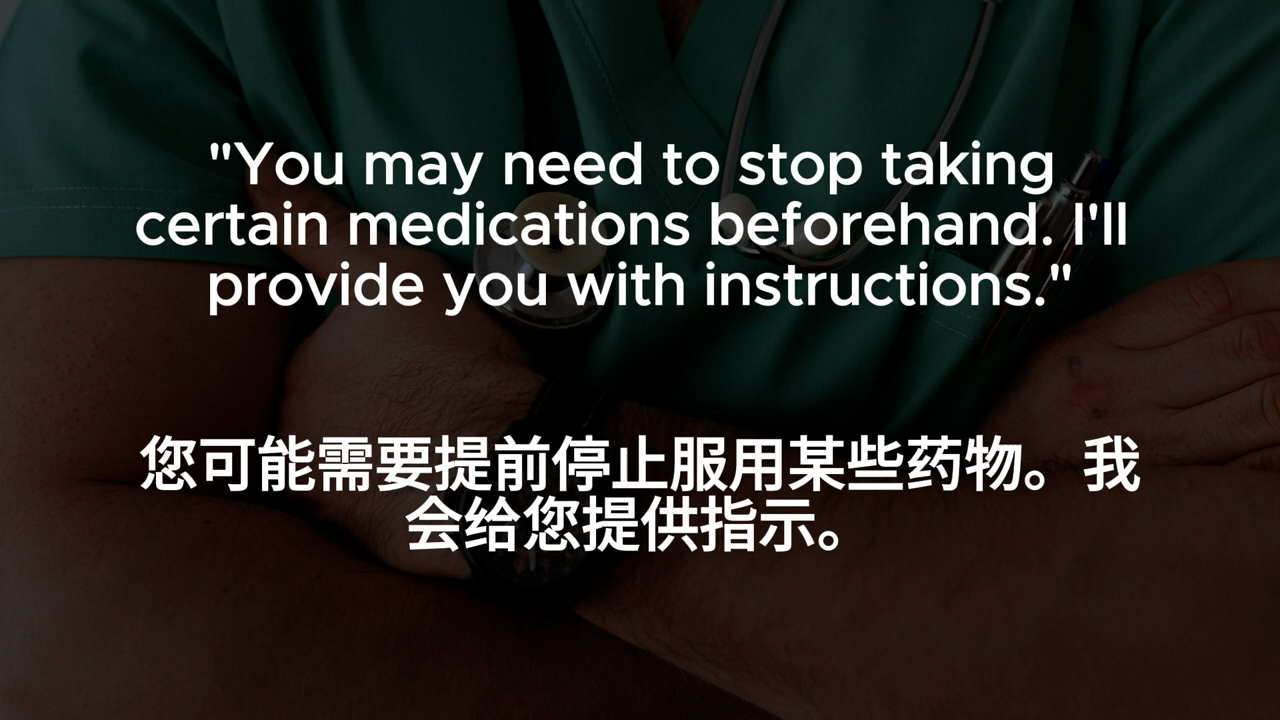 "You may need to stop taking
certain medications beforehand. I'll
provide you with instructions."
您可能需要提前停止服用某些药物。我
会给您提供指示。